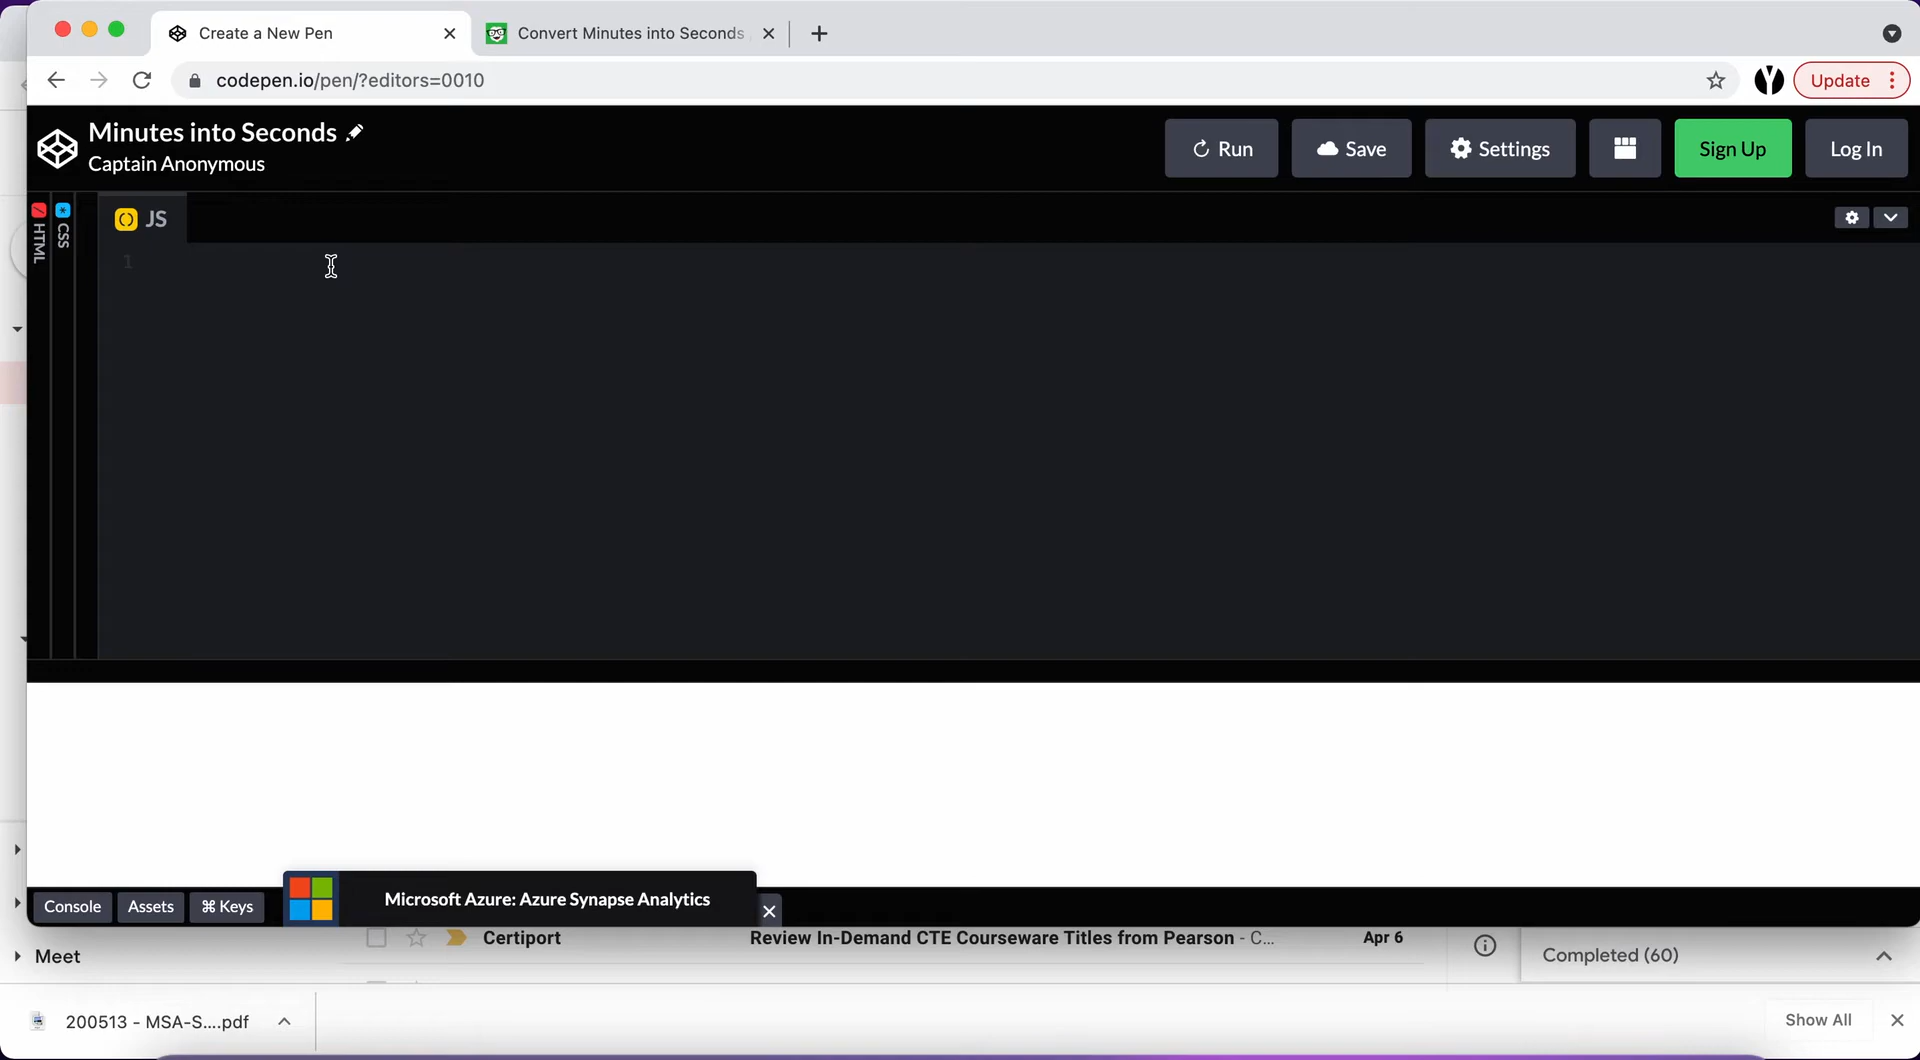 Create a New Pen
Convert Minutes into Seconds
codepen.io/pen/?editors=0010
Update
Minutes into Seconds
Captain Anonymous
Run
Save
Settings
Sign Up
Log In
HTML
CSS
JS
1
Console
Assets
⌘ Keys
Microsoft Azure: Azure Synapse Analytics
Certiport
Review In-Demand CTE Courseware Titles from Pearson - C...
Apr 6
Meet
Completed (60)
200513 - MSA-S....pdf
Show All